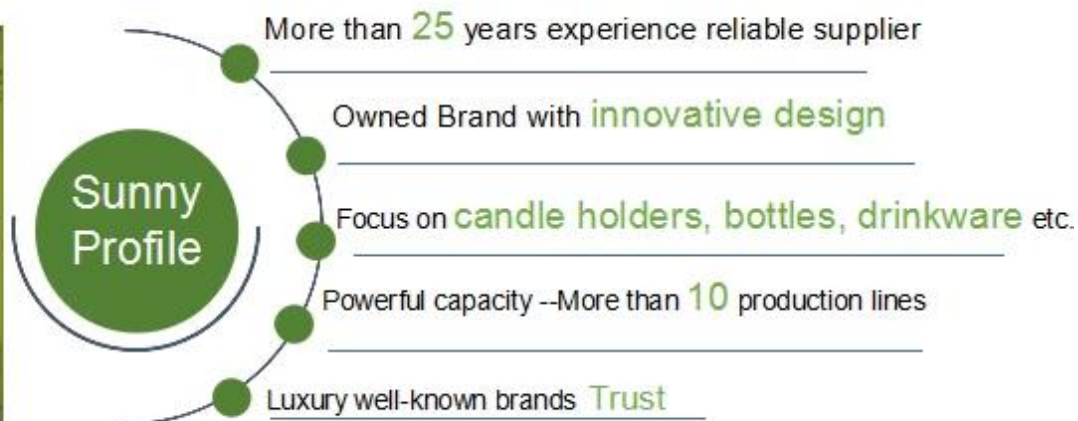 More than 25 years experience reliable supplier
Owned Brand with innovative design
Sunny
Profile
Focus on candle holders, bottles, drinkware etc.
Powerful capacity --More than 10 production lines
Luxury well-known brands Trust